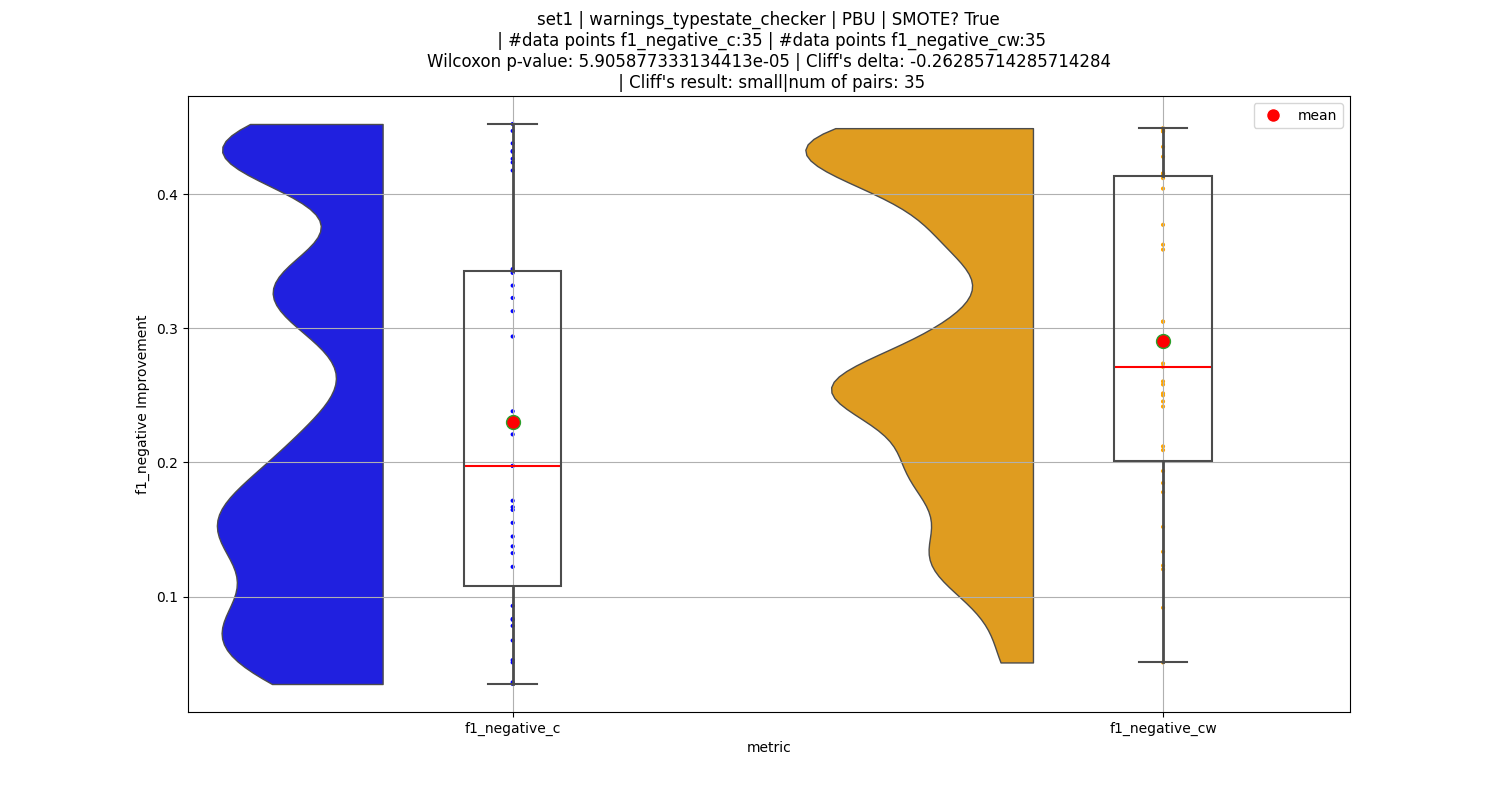 set1 | warnings_typestate_checker | PBU | SMOTE? True
| #data points f1_negative_c:35 | #data points f1_negative_cw:35
Wilcoxon p-value: 5.905877333134413e-05 | Cliff's delta: -0.26285714285714284
| Cliff's result: small|num of pairs: 35
mean
0.4
0.3
0.2
0.1
f1_negative Improvement
f1_negative_c
f1_negative_cw
metric